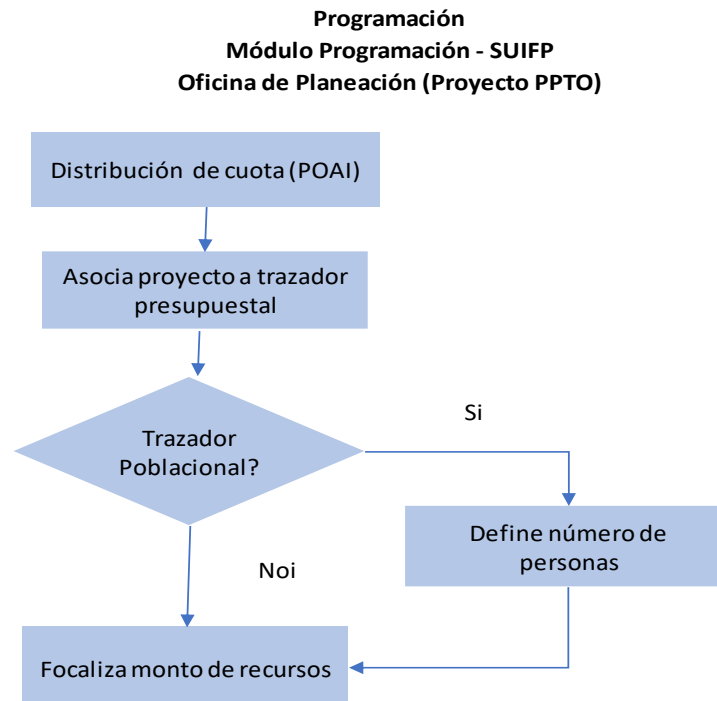 Programación
Módulo Programación - SUIFP
Oficina de Planeación (Proyecto PPTO)
Distribución de cuota (POAI)
Asocia proyecto a trazador
presupuestal
Trazador
Poblacional?
Si
Define número de
personas
Noi
Focaliza monto de recursos